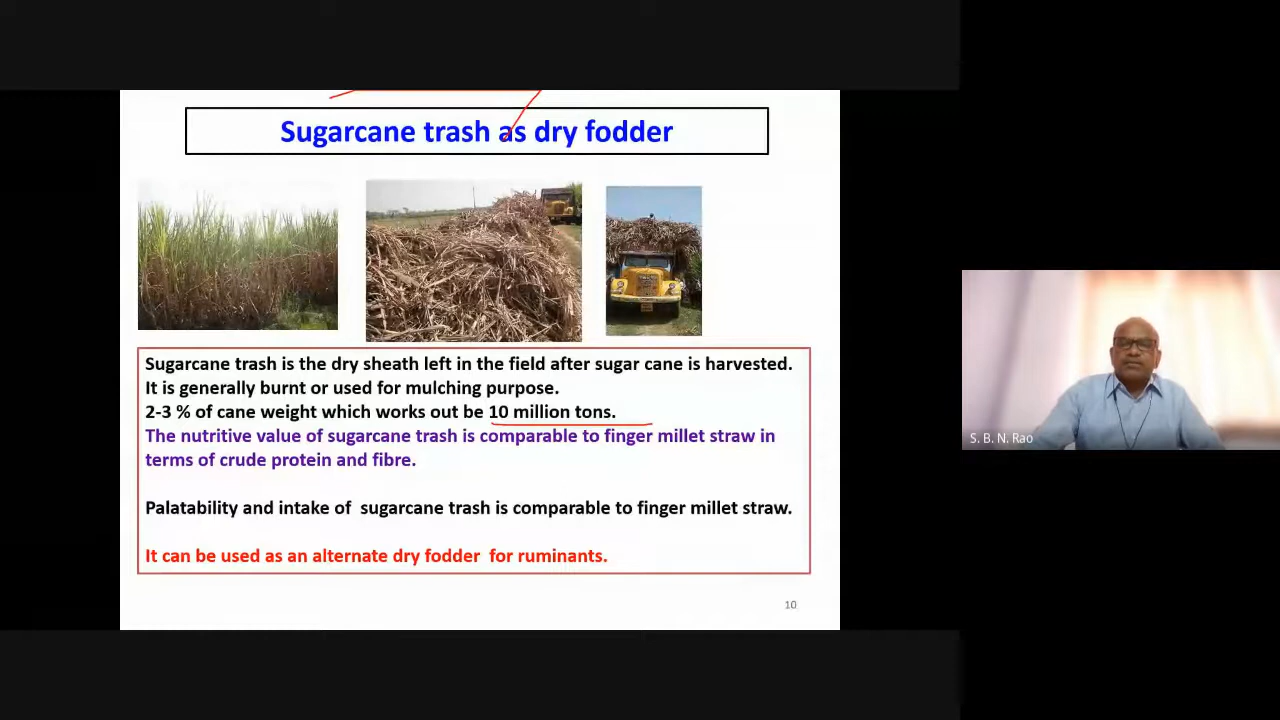 Sugarcane trash as dry fodder
Sugarcane trash is the dry sheath left in the field after sugar cane is harvested.
It is generally burnt or used for mulching purpose.
2-3 % of cane weight which works out be 10 million tons.
The nutritive value of sugarcane trash is comparable to finger millet straw in
terms of crude protein and fibre.
Palatability and intake of sugarcane trash is comparable to finger millet straw.
It can be used as an alternate dry fodder for ruminants.
10
S. B. N. Rao